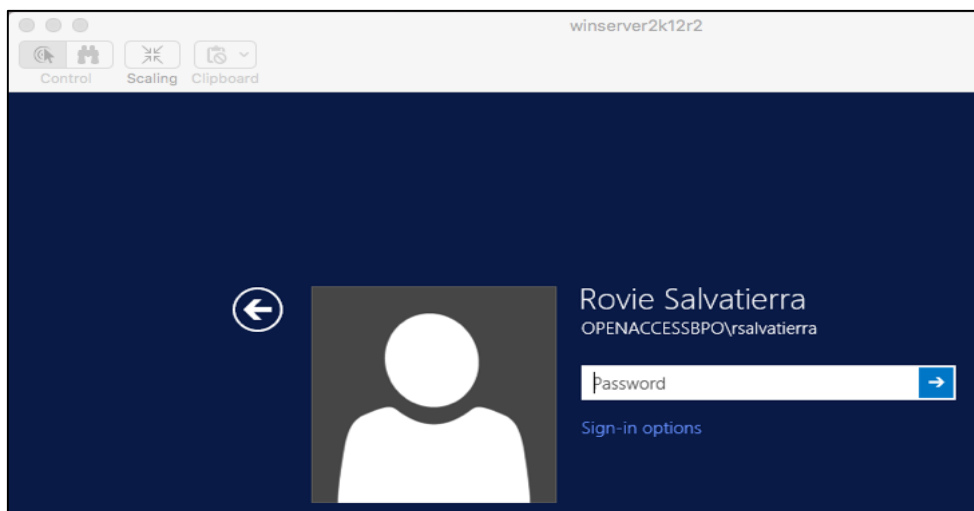 winserver2k12r2
Control Scaling Clipboard
Rovie Salvatierra
OPENACCESSBPO\rsalvatierra
Password
Sign-in options